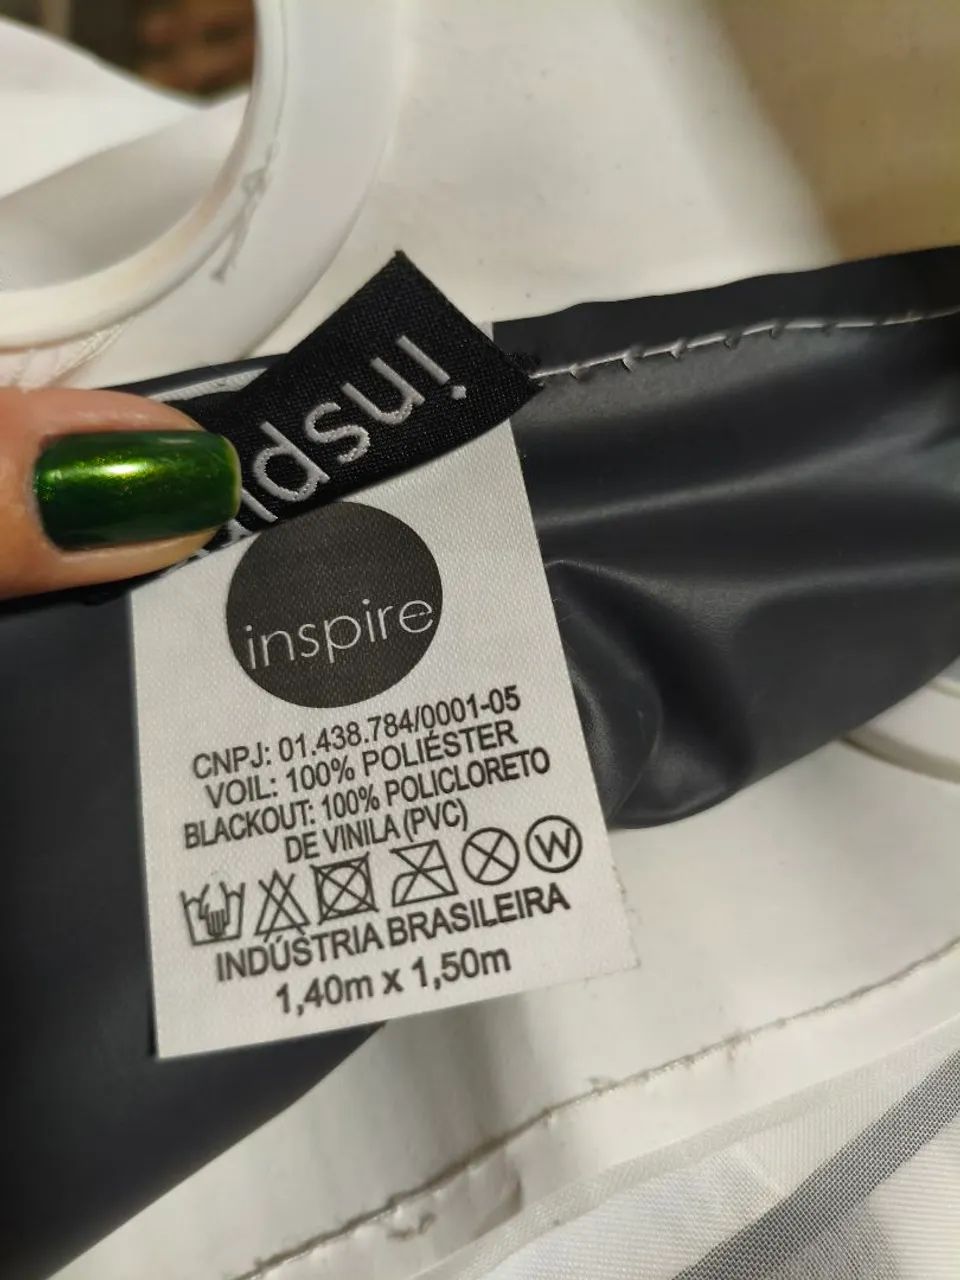 insp
inspire
CNPJ: 01.438.784/0001-05
VOIL: 100% POLIÉSTER
BLACKOUT: 100% POLICLORETO
DE VINILA (PVC)
W
INDÚSTRIA BRASILEIRA
1,40m x 1,50m